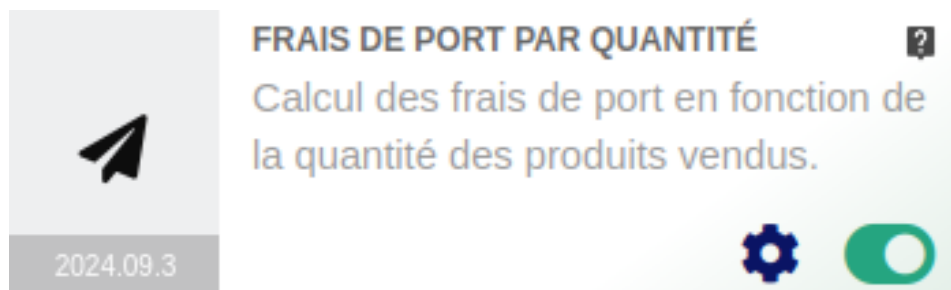 FRAIS DE PORT PAR QUANTITÉ
Calcul des frais de port en fonction de
la quantité des produits vendus.
2024.09.3